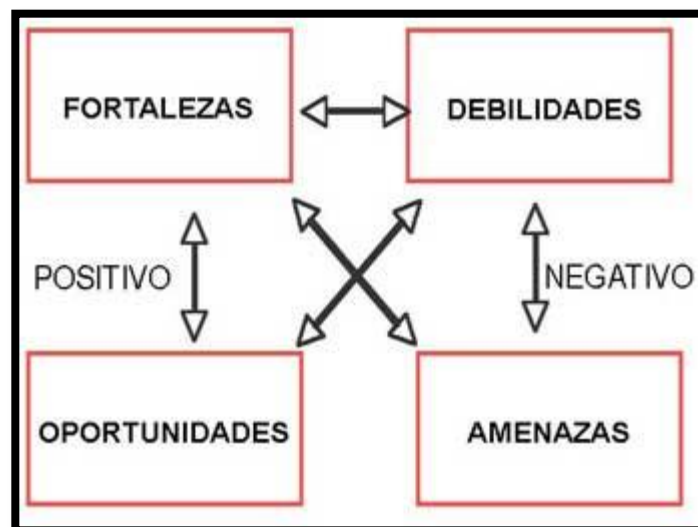 FORTALEZAS
DEBILIDADES
POSITIVO
NEGATIVO
OPORTUNIDADES
AMENAZAS